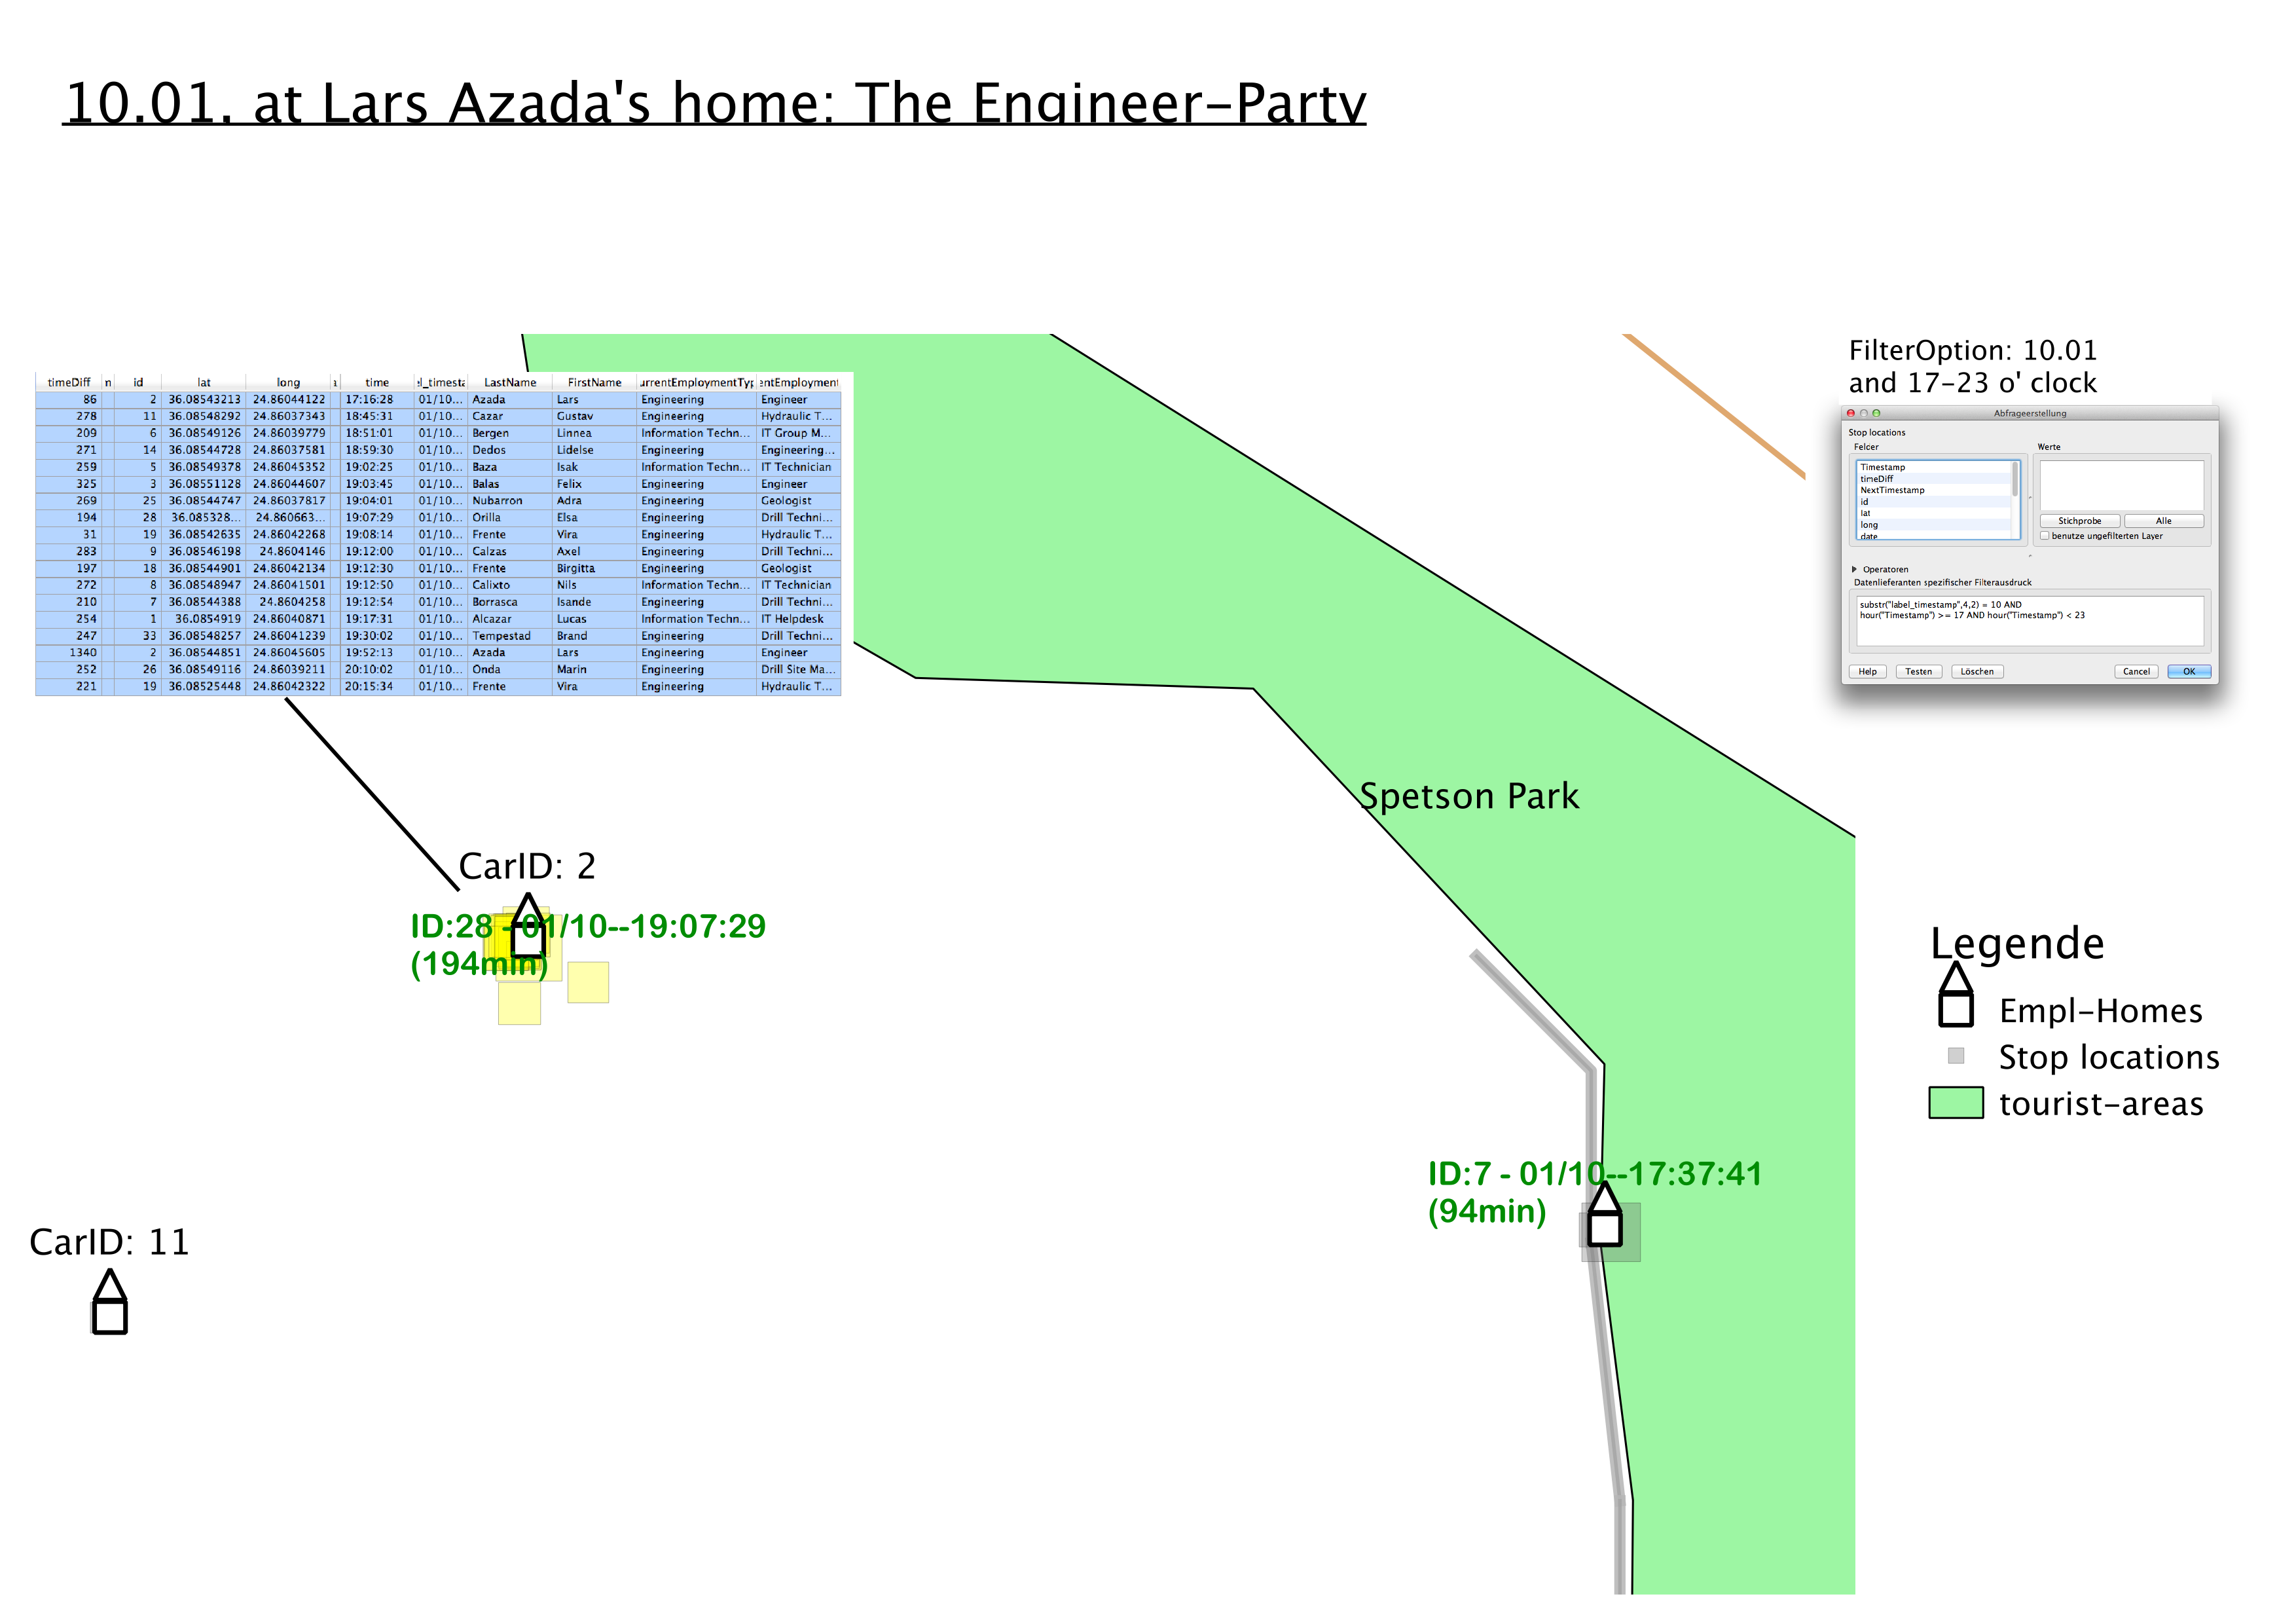 10.01. at Lars Azada's home: The Engineer-Party
FilterOption: 10.01
and 17-23 o' clock
timeDiff n id lat long a time el_timesta LastName FirstName urrentEmploymentTyp entEmployment
86 2 36.08543213 24.86044122 17:16:28 01/10... Azada Lars Engineering Engineer
278 11 36.08548292 24.86037343 18:45:31 01/10... Cazar Gustav Engineering Hydraulic T...
209 6 36.08549126 24.86039779 18:51:01 01/10... Bergen Linnea Information Techn... IT Group M...
271 14 36.08544728 24.86037581 18:59:30 01/10... Dedos Lidelse Engineering Engineering...
259 5 36.08549378 24.86045352 19:02:25 01/10... Baza Isak Information Techn... IT Technician
325 3 36.08551128 24.86044607 19:03:45 01/10... Balas Felix Engineering Engineer
269 25 36.08544747 24.86037817 19:04:01 01/10... Nubarron Adra Engineering Geologist
194 28 36.085328... 24.860663... 19:07:29 01/10... Orilla Elsa Engineering Drill Techni...
31 19 36.08542635 24.86042268 19:08:14 01/10... Frente Vira Engineering Hydraulic T...
283 9 36.08546198 24.8604146 19:12:00 01/10... Calzas Axel Engineering Drill Techni...
197 18 36.08544901 24.86042134 19:12:30 01/10... Frente Birgitta Engineering Geologist
272 8 36.08548947 24.86041501 19:12:50 01/10... Calixto Nils Information Techn... IT Technician
210 7 36.08544388 24.8604258 19:12:54 01/10... Borrasca Isande Engineering Drill Techni...
254 1 36.0854919 24.86040871 19:17:31 01/10... Alcazar Lucas Information Techn... IT Helpdesk
247 33 36.08548257 24.86041239 19:30:02 01/10... Tempestad Brand Engineering Drill Techni...
1340 2 36.08544851 24.86045605 19:52:13 01/10... Azada Lars Engineering Engineer
252 26 36.08549116 24.86039211 20:10:02 01/10... Onda Marin Engineering Drill Site Ma...
221 19 36.08525448 24.86042322 20:15:34 01/10... Frente Vira Engineering Hydraulic T...
Abfrageerstellung
Stop locations
Felder Werte
Timestamp
timeDiff
NextTimestamp
id
lat
long
date
Stichprobe Alle
benutze ungefilterten Layer
Operatoren
Datenlieferanten spezifischer Filterausdruck
substr("label_timestamp",4,2) = 10 AND
hour("Timestamp") >= 17 AND hour("Timestamp") < 23
Help Testen Löschen Cancel OK
Spetson Park
CarID: 2
ID:28 - 01/10--19:07:29
(194min)
Legende
Empl-Homes
Stop locations
tourist-areas
ID:7 - 01/10--17:37:41
(94min)
CarID: 11